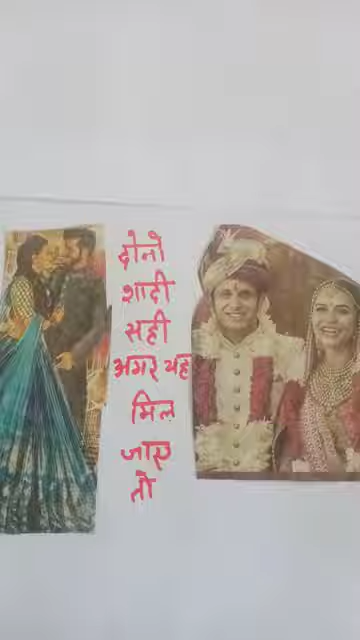 दोनो
शादी
सही
अगर यह
मिल
जाए
तो